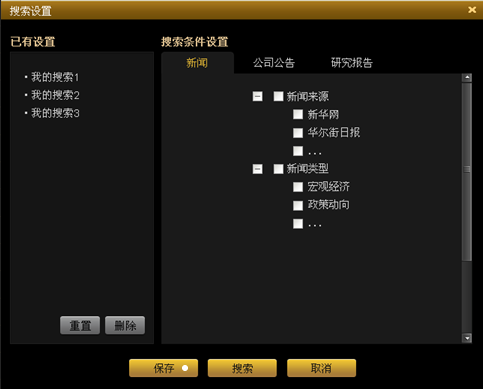 搜索设置
已有设置
搜索条件设置
• 我的搜索1
• 我的搜索2
• 我的搜索3
新闻 公司公告 研究报告
新闻来源
新华网
华尔街日报
...
新闻类型
宏观经济
政策动向
...
重置 删除
保存 搜索 取消